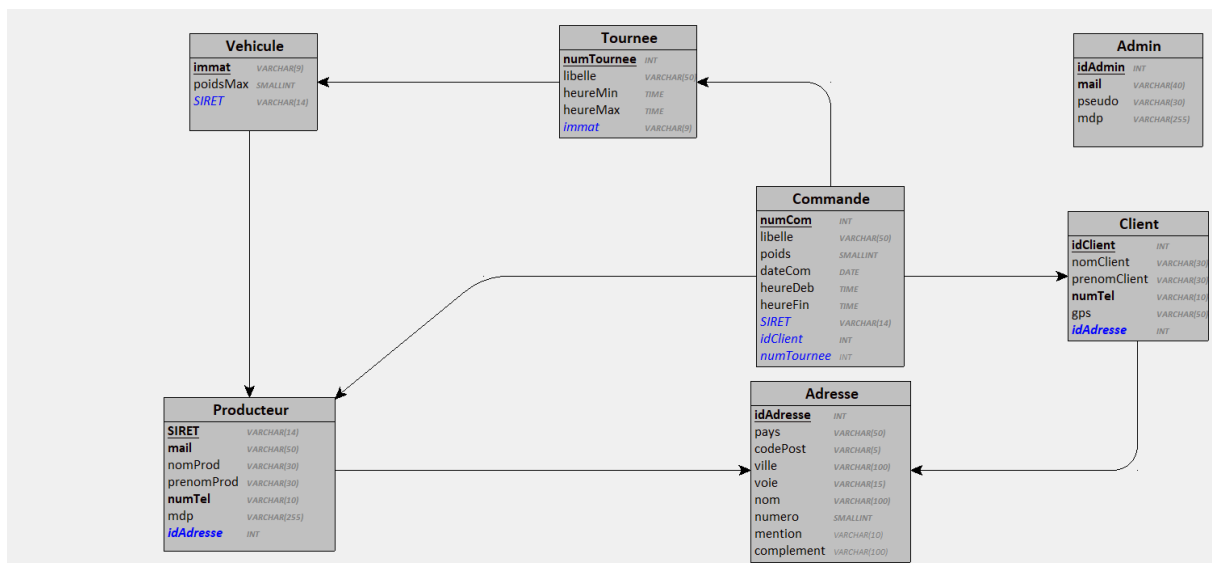 Vehicule
immat VARCHAR(9)
poidsMax SMALLINT
SIRET VARCHAR(14)
Tournee
numTournee INT
libelle VARCHAR(50)
heureMin TIME
heureMax TIME
immat VARCHAR(9)
Admin
idAdmin INT
mail VARCHAR(40)
pseudo VARCHAR(30)
mdp VARCHAR(255)
Commande
numCom INT
libelle VARCHAR(50)
poids SMALLINT
dateCom DATE
heureDeb TIME
heureFin TIME
SIRET VARCHAR(14)
idClient INT
numTournee INT
Client
idClient INT
nomClient VARCHAR(30)
prenomClient VARCHAR(30)
numTel VARCHAR(10)
gps VARCHAR(50)
idAdresse INT
Producteur
SIRET VARCHAR(14)
mail VARCHAR(50)
nomProd VARCHAR(30)
prenomProd VARCHAR(30)
numTel VARCHAR(10)
mdp VARCHAR(255)
idAdresse INT
Adresse
idAdresse INT
pays VARCHAR(50)
codePost VARCHAR(5)
ville VARCHAR(100)
voie VARCHAR(15)
nom VARCHAR(100)
numero SMALLINT
mention VARCHAR(10)
complement VARCHAR(100)